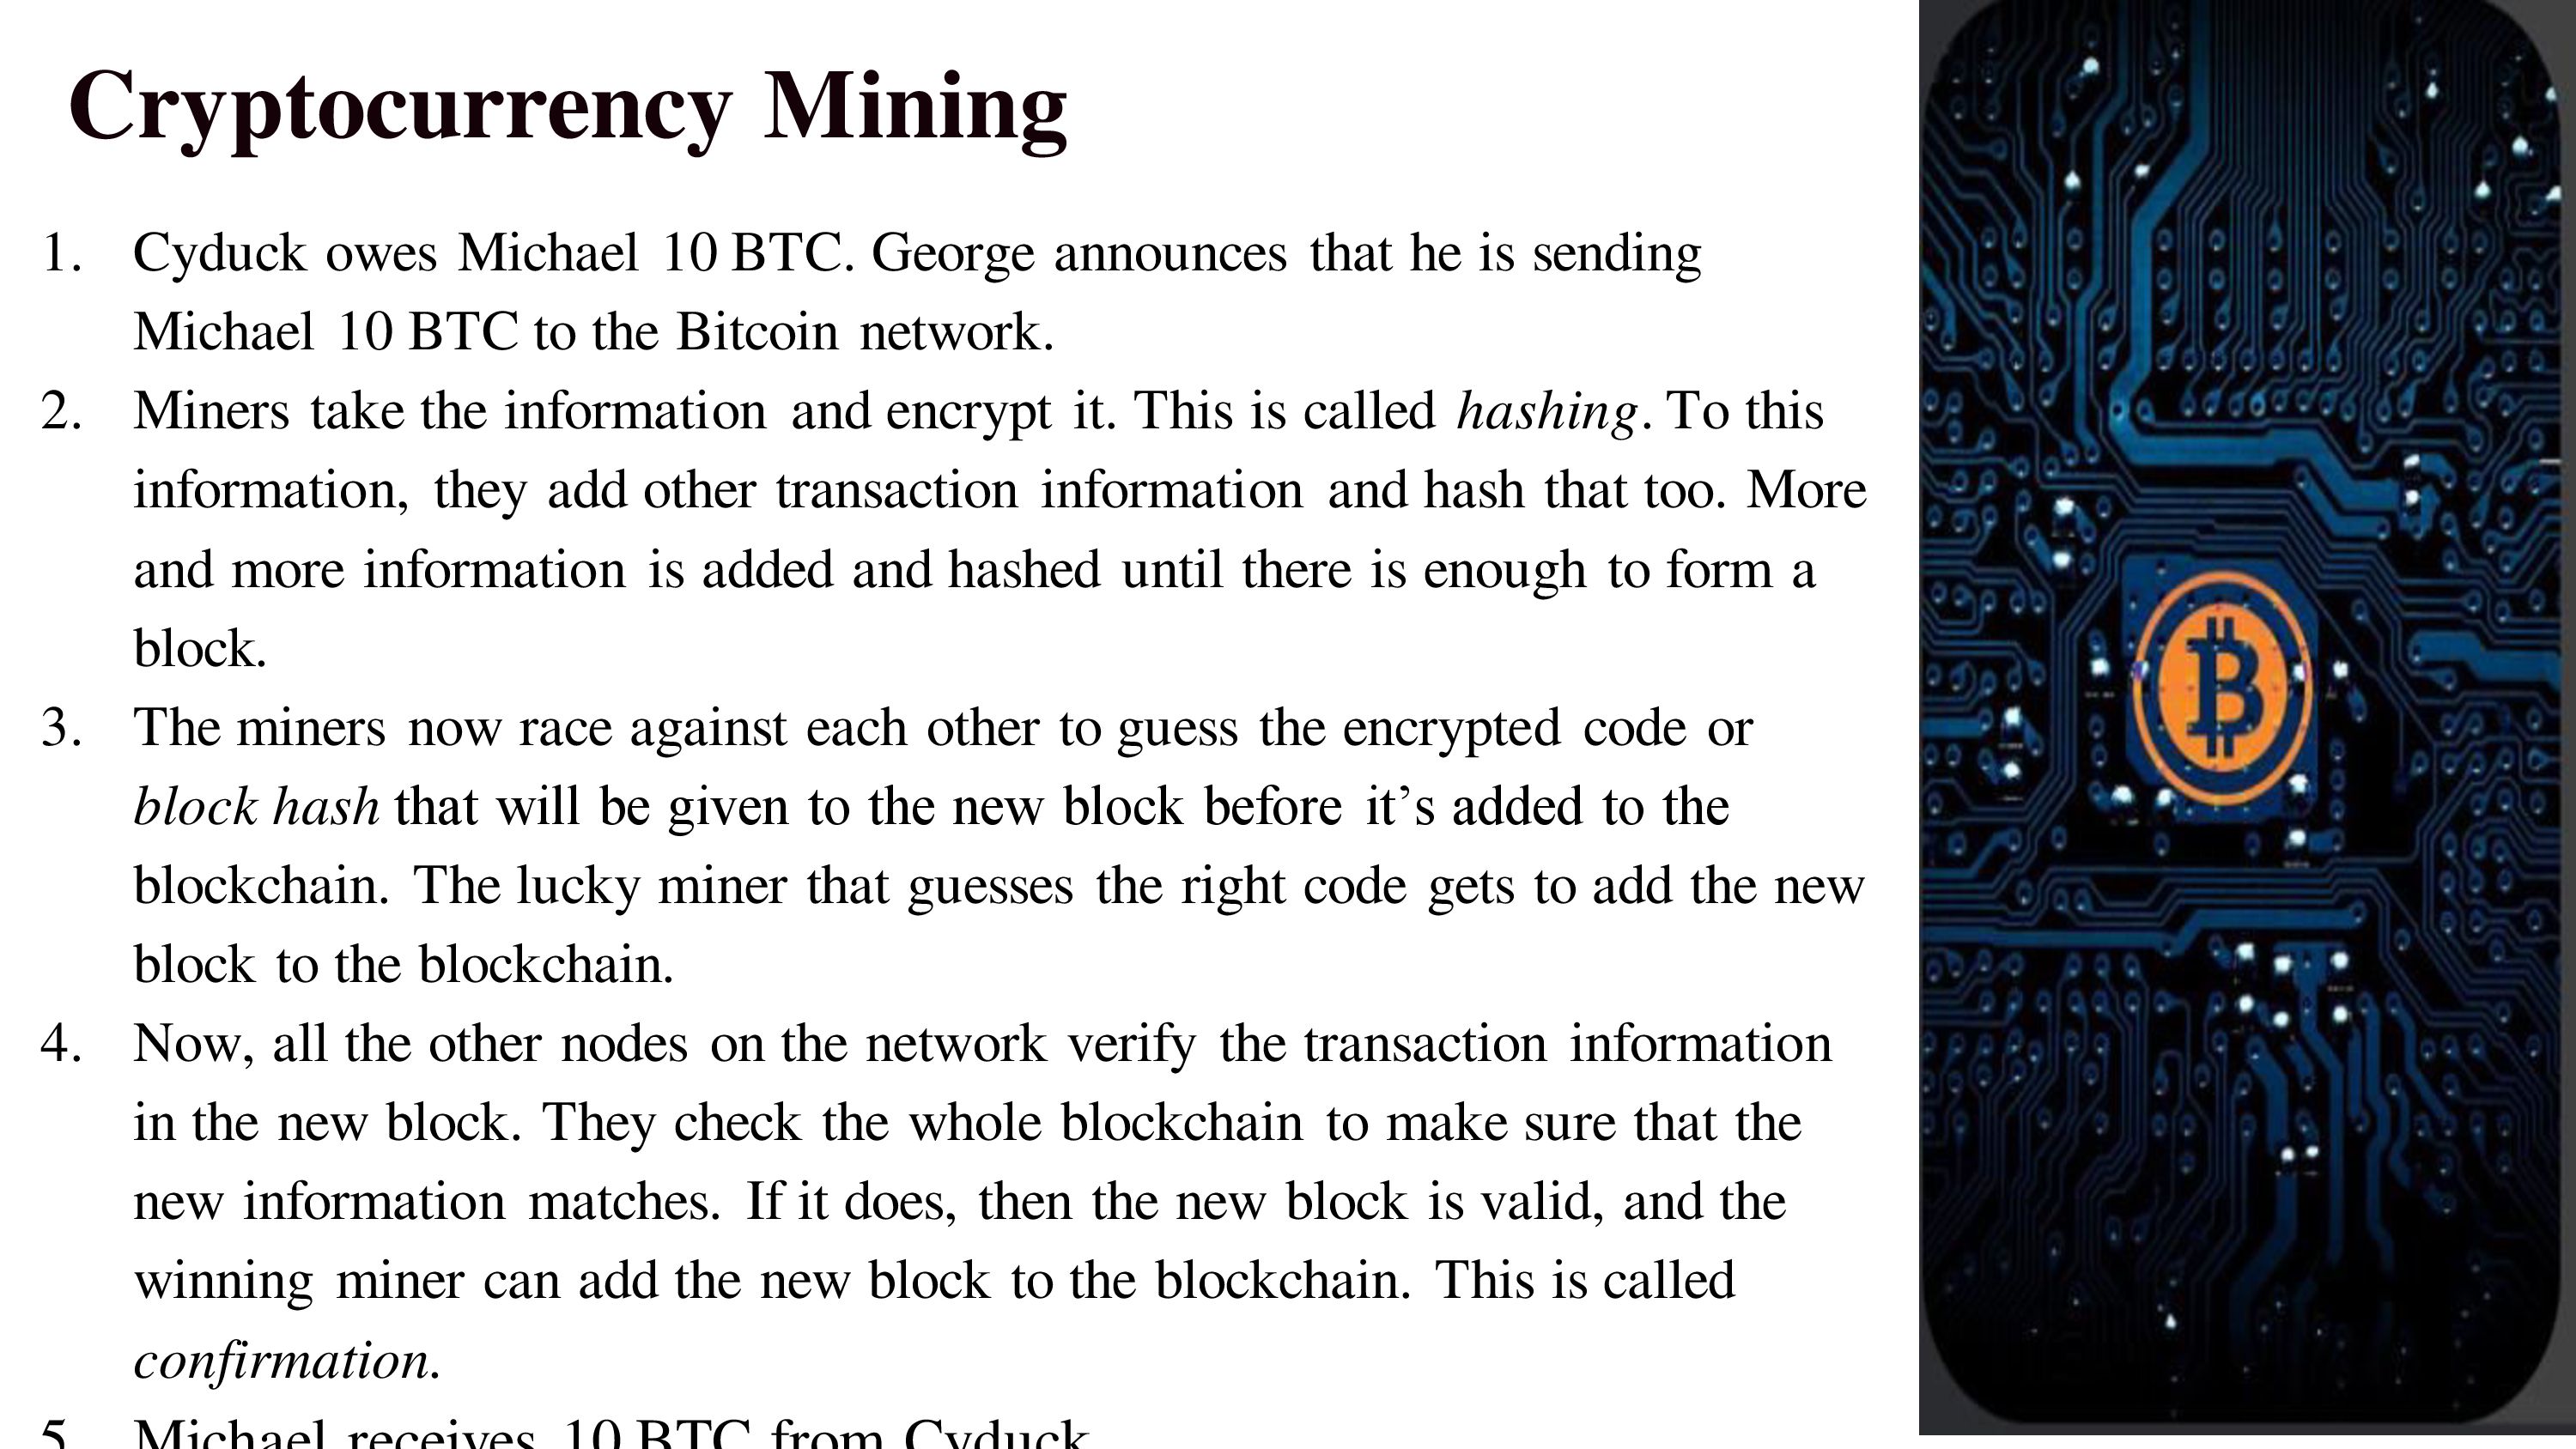 Cryptocurrency Mining
1. Cyduck owes Michael 10 BTC. George announces that he is sending
Michael 10 BTC to the Bitcoin network.
2. Miners take the information and encrypt it. This is called hashing. To this
information, they add other transaction information and hash that too. More
and more information is added and hashed until there is enough to form a
block.
3. The miners now race against each other to guess the encrypted code or
block hash that will be given to the new block before it’s added to the
blockchain. The lucky miner that guesses the right code gets to add the new
block to the blockchain.
4. Now, all the other nodes on the network verify the transaction information
in the new block. They check the whole blockchain to make sure that the
new information matches. If it does, then the new block is valid, and the
winning miner can add the new block to the blockchain. This is called
confirmation.
5. Michael receives 10 BTC from Cyduck